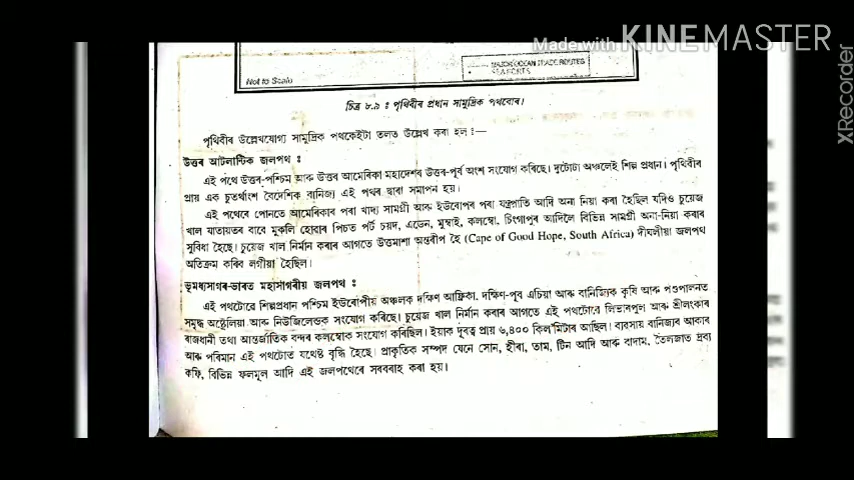 Made with KINEMASTER
XRecorder
MAJOR OCEAN TRADE ROUTES
SEAPORTS
Not to Scale
চিত্ৰ ৮.৯ : পৃথিৱীৰ প্ৰধান সামুদ্ৰিক পথবোৰ।
পৃথিৱীৰ উল্লেখযোগ্য সামুদ্ৰিক পথকেইটা তলত উল্লেখ কৰা হল :—
উত্তৰ আটলাণ্টিক জলপথ :
এই পথে উত্তৰ-পশ্চিম আৰু উত্তৰ আমেৰিকা মহাদেশৰ উত্তৰ-পূৰ্ব অংশ সংযোগ কৰিছে। দুটোটা অঞ্চলেই শিল্প প্ৰধান। পৃথিৱীৰ
প্ৰায় এক চতুৰ্থাংশ বৈদেশিক বানিজ্য এই পথৰ দ্বাৰা সমাপন হয়।
এই পথেৰে পোনতে আমেৰিকাৰ পৰা খাদ্য সামগ্ৰী আৰু ইউৰোপৰ পৰা যন্ত্ৰপাতি আদি অনা নিয়া কৰা হৈছিল যদিও চুয়েজ
খাল যাতায়তৰ বাবে মুকলি হোৱাৰ পিচত পৰ্ট চয়দ, এডেন, মুম্বাই, কলম্বো, চিংগাপুৰ আদিলৈ বিভিন্ন সামগ্ৰী অনা-নিয়া কৰাৰ
সুবিধা হৈছে। চুয়েজ খাল নিৰ্মান কৰাৰ আগতে উত্তমাশা অন্তৰীপ হৈ (Cape of Good Hope, South Africa) দীঘলীয়া জলপথ
অতিক্ৰম কৰিব লগীয়া হৈছিল।
ভূমধ্যসাগৰ-ভাৰত মহাসাগৰীয় জলপথ :
এই পথটোৱে শিল্পপ্ৰধান পশ্চিম ইউৰোপীয় অঞ্চলক দক্ষিণ আফ্ৰিকা, দক্ষিণ-পূব এচিয়া আৰু বানিজ্যিক কৃষি আৰু পশুপালনত
সমৃদ্ধ অষ্ট্ৰেলিয়া আৰু নিউজিলেণ্ডক সংযোগ কৰিছে। চুয়েজ খাল নিৰ্মান কৰাৰ আগতে এই পথটোৱে লিভাৰপুল আৰু শ্ৰীলংকাৰ
ৰাজধানী তথা আন্তৰ্জাতিক বন্দৰ কলম্বোক সংযোগ কৰিছিল। ইয়াক দূৰত্ব প্ৰায় ৬,৪০০ কিলমিটাৰ আছিল। ব্যৱসায় বানিজ্যৰ আকাৰ
আৰু পৰিমান এই পথটোত যথেষ্ট বৃদ্ধি হৈছে। প্ৰাকৃতিক সম্পদ যেনে সোন, হীৰা, তাম, টিন আদি আৰু বাদাম, তৈলজাত দ্ৰব্য
কফি, বিভিন্ন ফলমূল আদি এই জলপথেৰে সৰবৰাহ কৰা হয়।